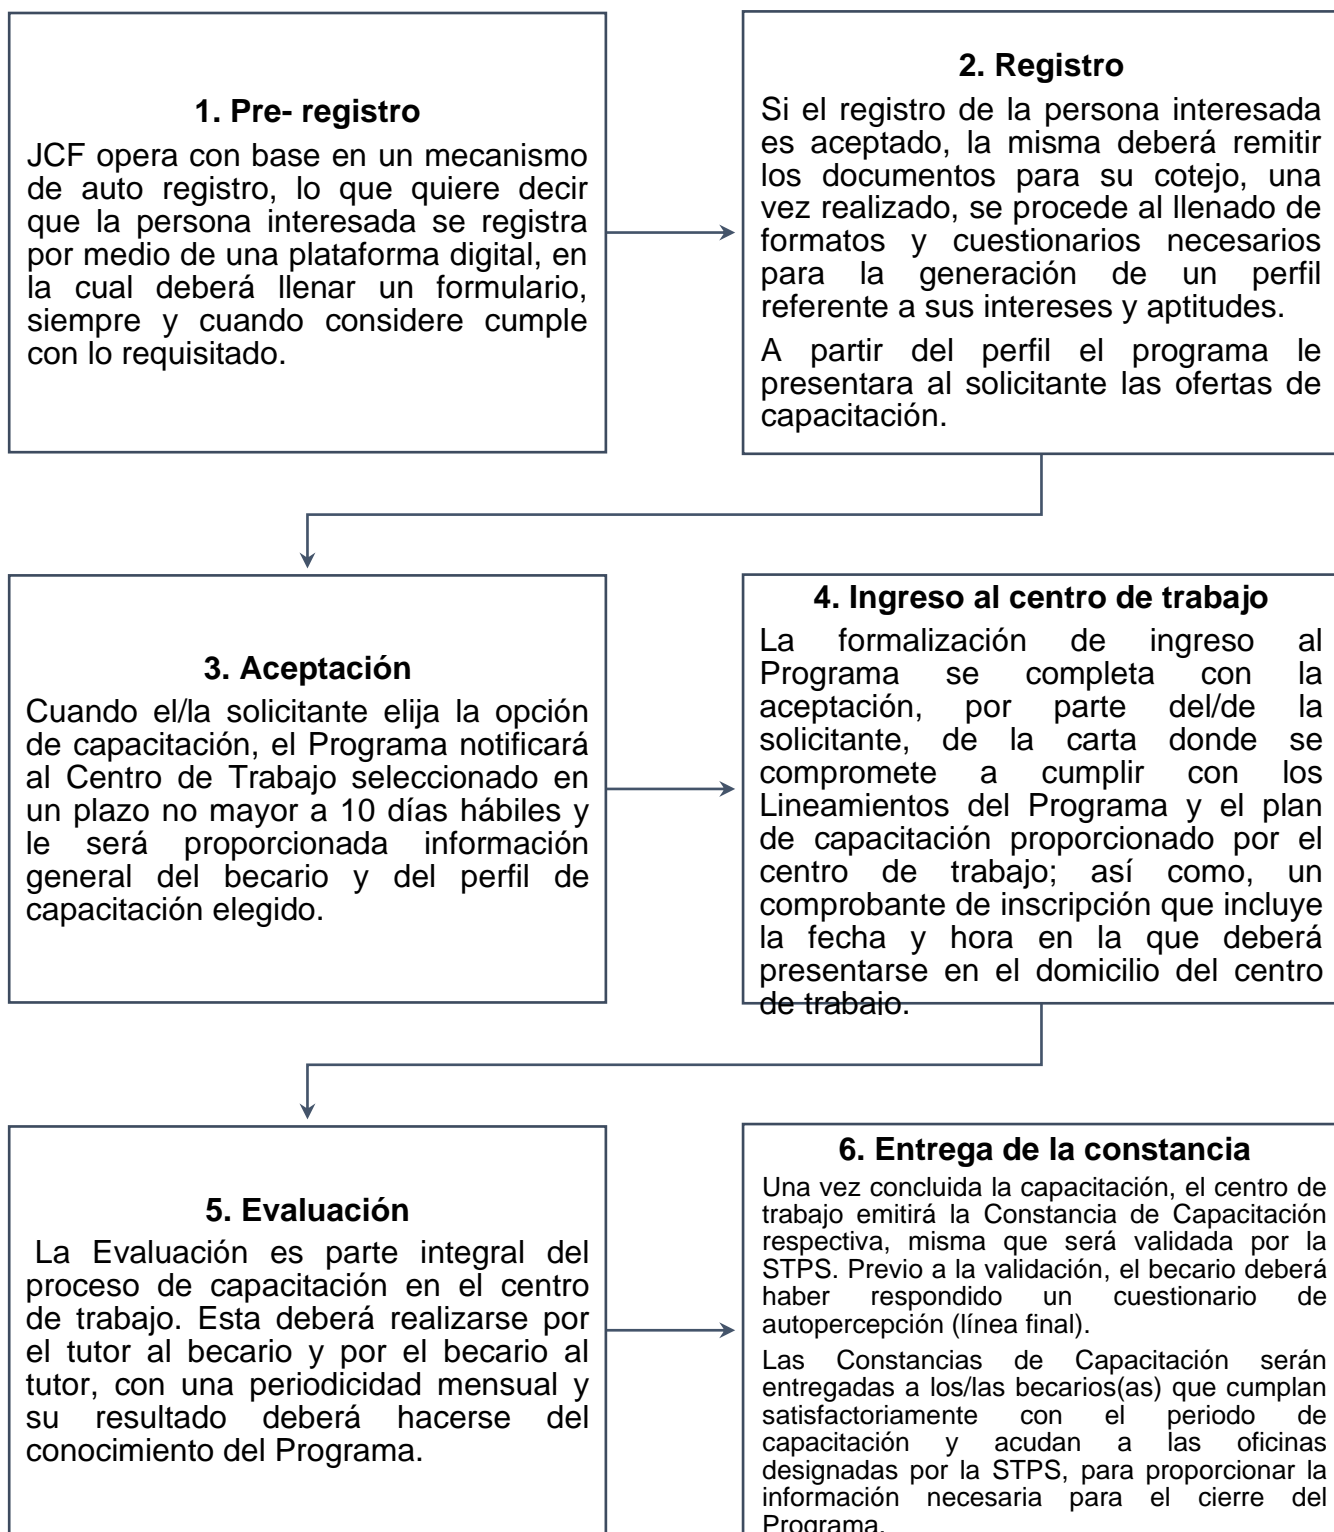 1. Pre- registro
JCF opera con base en un mecanismo
de auto registro, lo que quiere decir
que la persona interesada se registra
por medio de una plataforma digital, en
la cual deberá llenar un formulario,
siempre y cuando considere cumple
con lo requisitado.
2. Registro
Si el registro de la persona interesada
es aceptado, la misma deberá remitir
los documentos para su cotejo, una
vez realizado, se procede al llenado de
formatos y cuestionarios necesarios
para la generación de un perfil
referente a sus intereses y aptitudes.
A partir del perfil el programa le
presentara al solicitante las ofertas de
capacitación.
3. Aceptación
Cuando el/la solicitante elija la opción
de capacitación, el Programa notificará
al Centro de Trabajo seleccionado en
un plazo no mayor a 10 días hábiles y
le será proporcionada información
general del becario y del perfil de
capacitación elegido.
4. Ingreso al centro de trabajo
La formalización de ingreso al
Programa se completa con la
aceptación, por parte del/de la
solicitante, de la carta donde se
compromete a cumplir con los
Lineamientos del Programa y el plan
de capacitación proporcionado por el
centro de trabajo; así como, un
comprobante de inscripción que incluye
la fecha y hora en la que deberá
presentarse en el domicilio del centro
de trabajo.
5. Evaluación
La Evaluación es parte integral del
proceso de capacitación en el centro
de trabajo. Esta deberá realizarse por
el tutor al becario y por el becario al
tutor, con una periodicidad mensual y
su resultado deberá hacerse del
conocimiento del Programa.
6. Entrega de la constancia
Una vez concluida la capacitación, el centro de
trabajo emitirá la Constancia de Capacitación
respectiva, misma que será validada por la
STPS. Previo a la validación, el becario deberá
haber respondido un cuestionario de
autopercepción (línea final).
Las Constancias de Capacitación serán
entregadas a los/las becarios(as) que cumplan
satisfactoriamente con el periodo de
capacitación y acudan a las oficinas
designadas por la STPS, para proporcionar la
información necesaria para el cierre del
Programa.